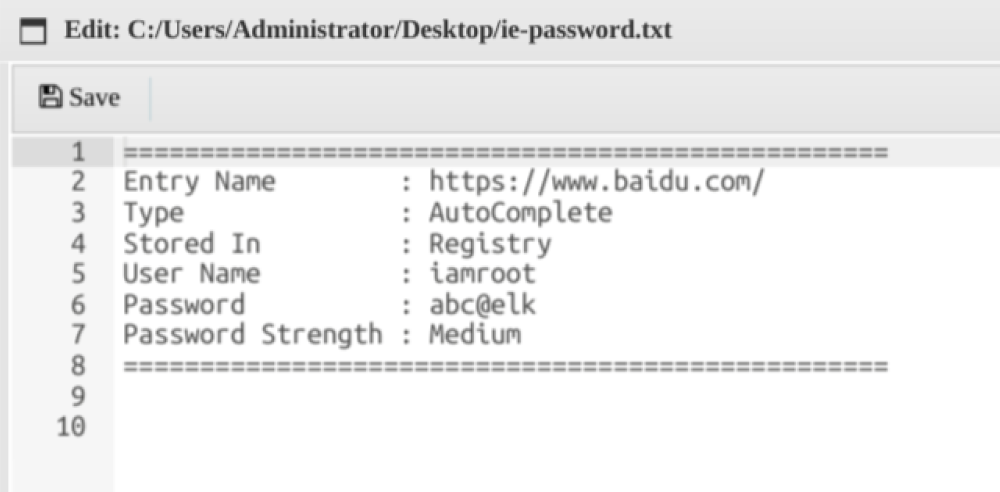 Edit: C:/Users/Administrator/Desktop/ie-password.txt
Save
1 ==================================================
2 Entry Name : https://www.baidu.com/
3 Type : AutoComplete
4 Stored In : Registry
5 User Name : iamroot
6 Password : abc@elk
7 Password Strength : Medium
8 ==================================================
9
10